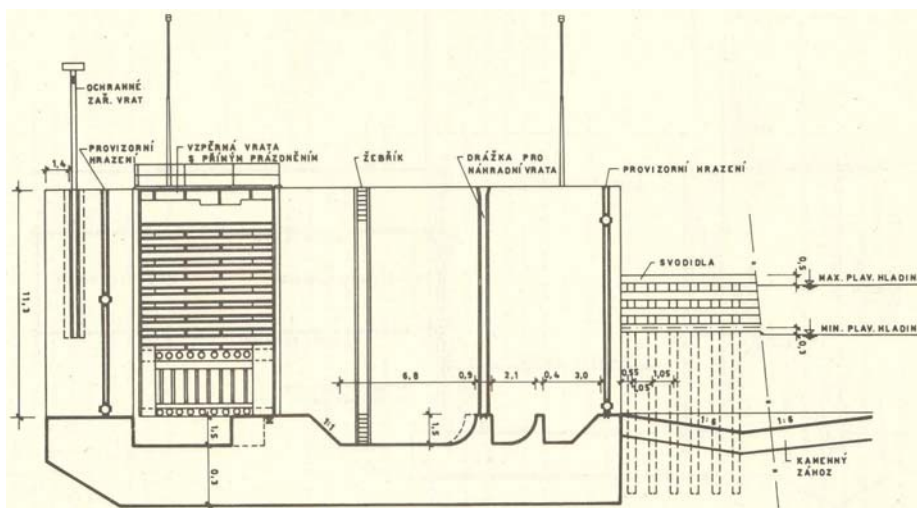 OCHRANNÉ
ZAŘ. VRAT
PROVIZORNÍ
HRAZENÍ
1,4
VZPĚRNÁ VRATA
S PŘÍMÝM PRÁZDNĚNÍM
ŽEBŘÍK
DRÁŽKA PRO
NÁHRADNÍ VRATA
PROVIZORNÍ HRAZENÍ
SVODIDLA
0,5
MAX. PLAV. HLADIN
MIN. PLAV. HLADIN
0,3
11,3
6,8
0,9
2,1
0,4
3,0
0,55
1,05
1,05
1,5
1:1
1,5
1:6
1:6
0,3
KAMENNÝ
ZÁHOZ